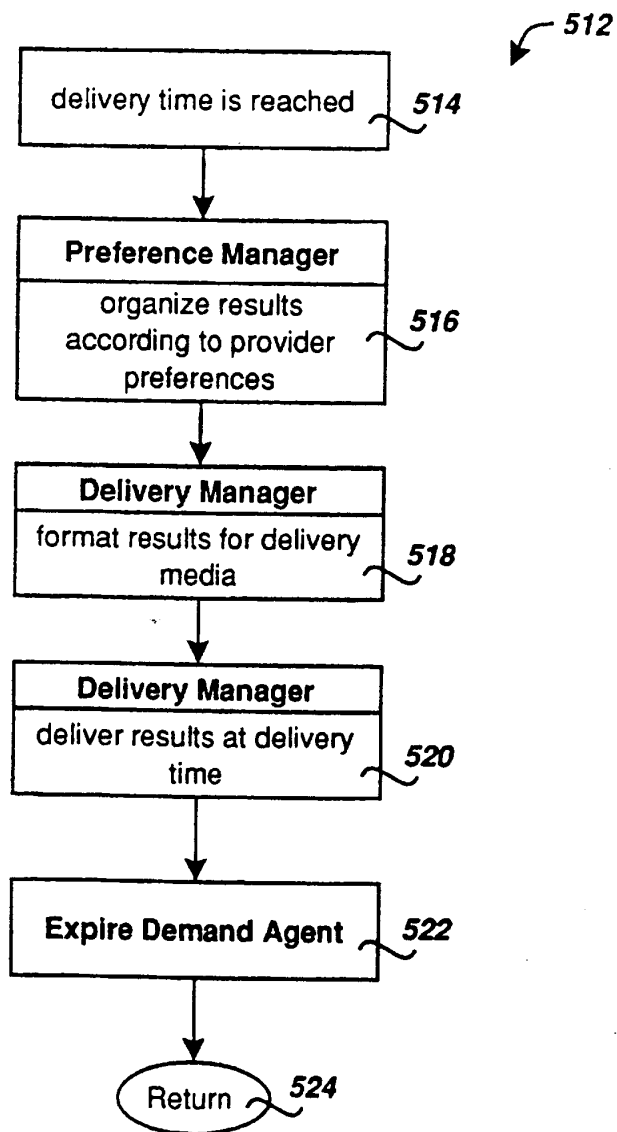 512
delivery time is reached
514
Preference Manager
organize results
according to provider
preferences
516
Delivery Manager
format results for delivery
media
518
Delivery Manager
deliver results at delivery
time
520
Expire Demand Agent
522
Return
524